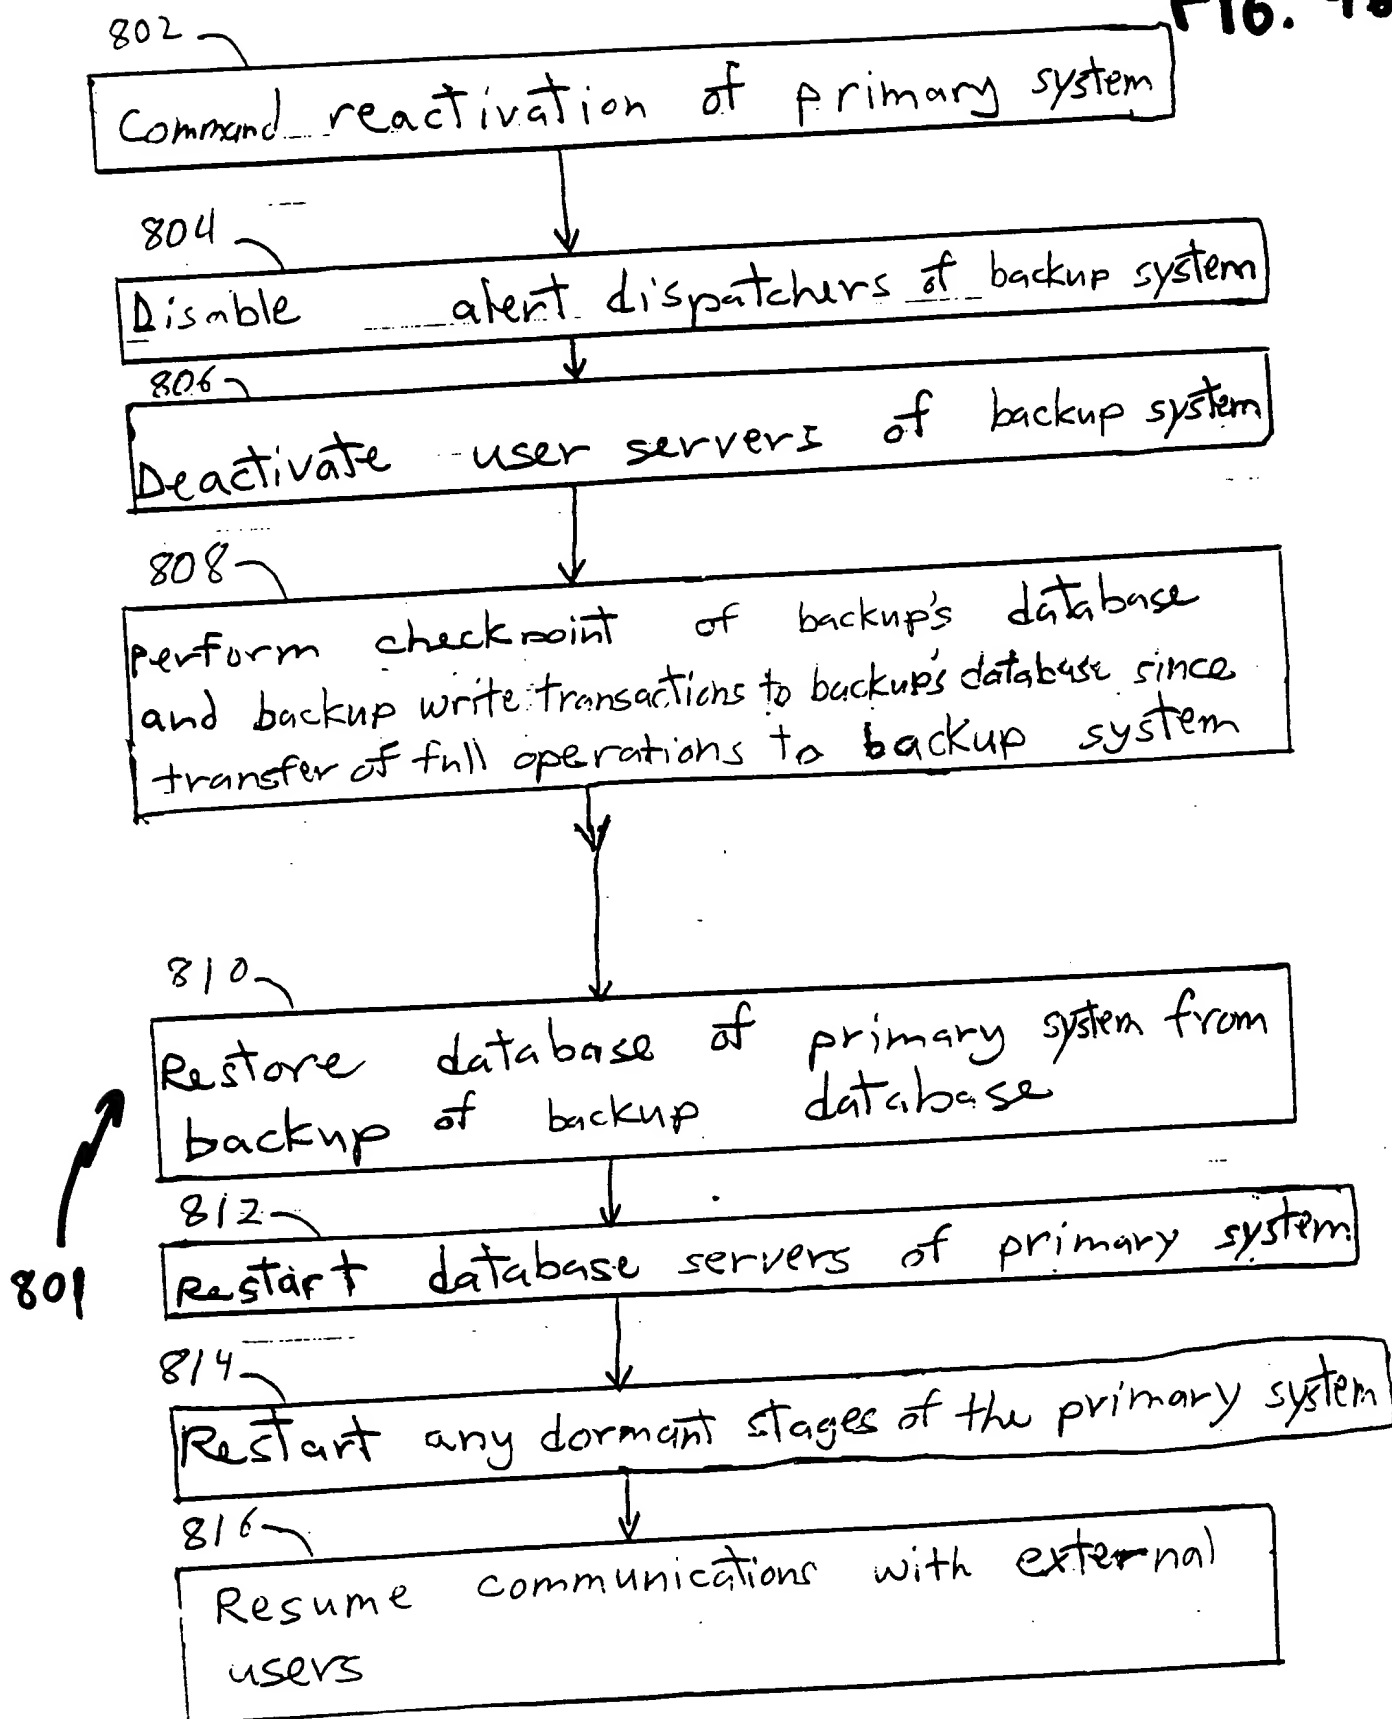 FIG.
802
Command reactivation of primary system
804
Disable alert dispatchers of backup system
806
Deactivate user servers of backup system
808
perform checkpoint of backup's database
and backup write transactions to backup's database since
transfer of full operations to backup system
810
Restore database of primary system from
backup of backup database
801
812
Restart database servers of primary system
814
Restart any dormant stages of the primary system
816
Resume communications with external
users